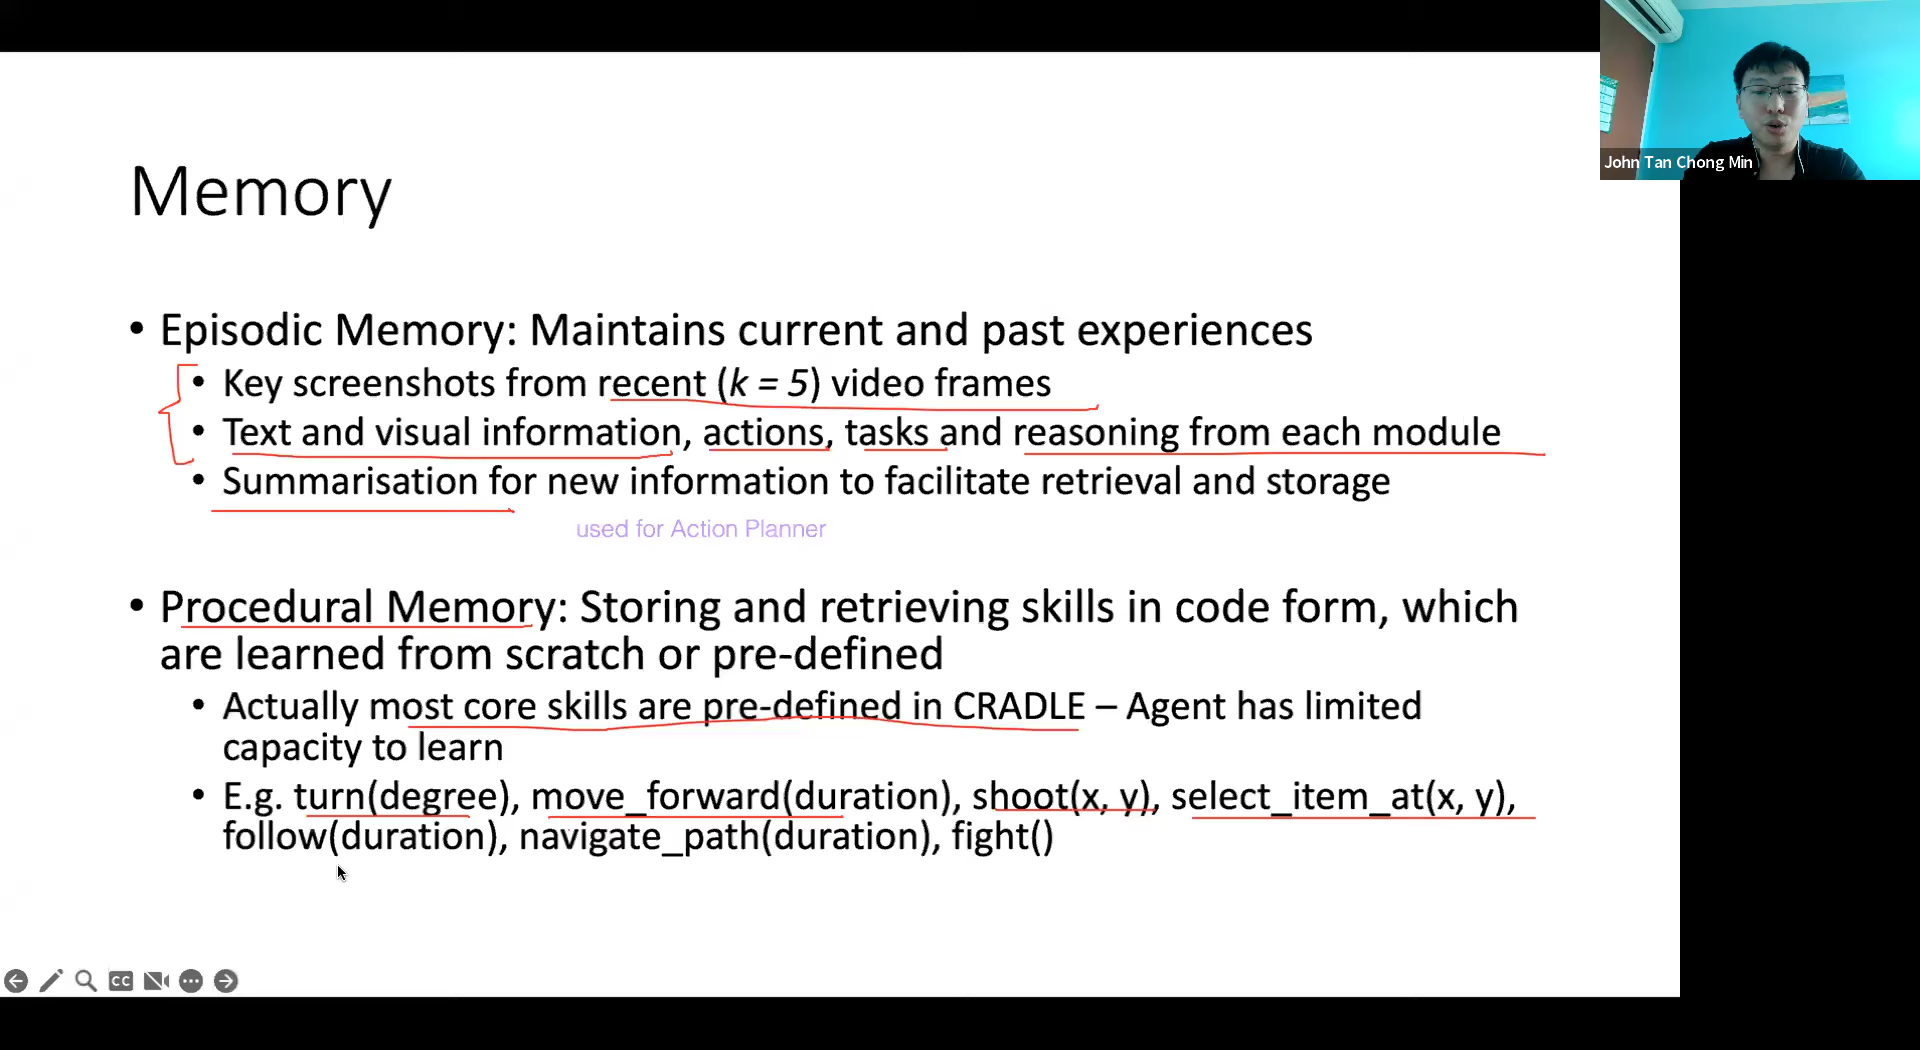 John Tan Chong Min
Memory
• Episodic Memory: Maintains current and past experiences
• Key screenshots from recent (k = 5) video frames
• Text and visual information, actions, tasks and reasoning from each module
• Summarisation for new information to facilitate retrieval and storage
used for Action Planner
• Procedural Memory: Storing and retrieving skills in code form, which
are learned from scratch or pre-defined
• Actually most core skills are pre-defined in CRADLE – Agent has limited
capacity to learn
• E.g. turn(degree), move_forward(duration), shoot(x, y), select_item_at(x, y),
follow(duration), navigate_path(duration), fight()
CC